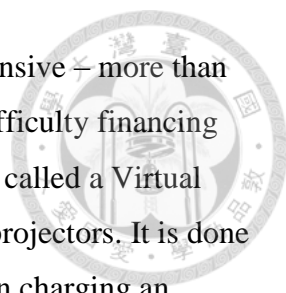 nsive – more than
fficulty financing
called a Virtual
projectors. It is done
n charging an